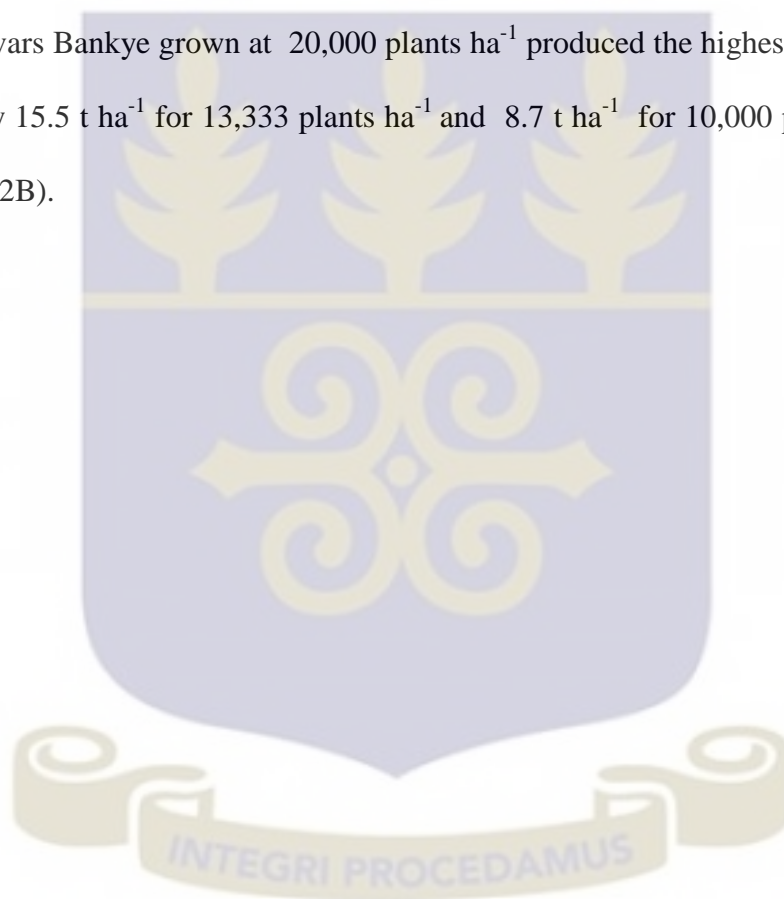 vars Bankye grown at 20,000 plants ha⁻¹ produced the highes
15.5 t ha⁻¹ for 13,333 plants ha⁻¹ and 8.7 t ha⁻¹ for 10,000
2B).
INTEGRI PROCEDAMUS